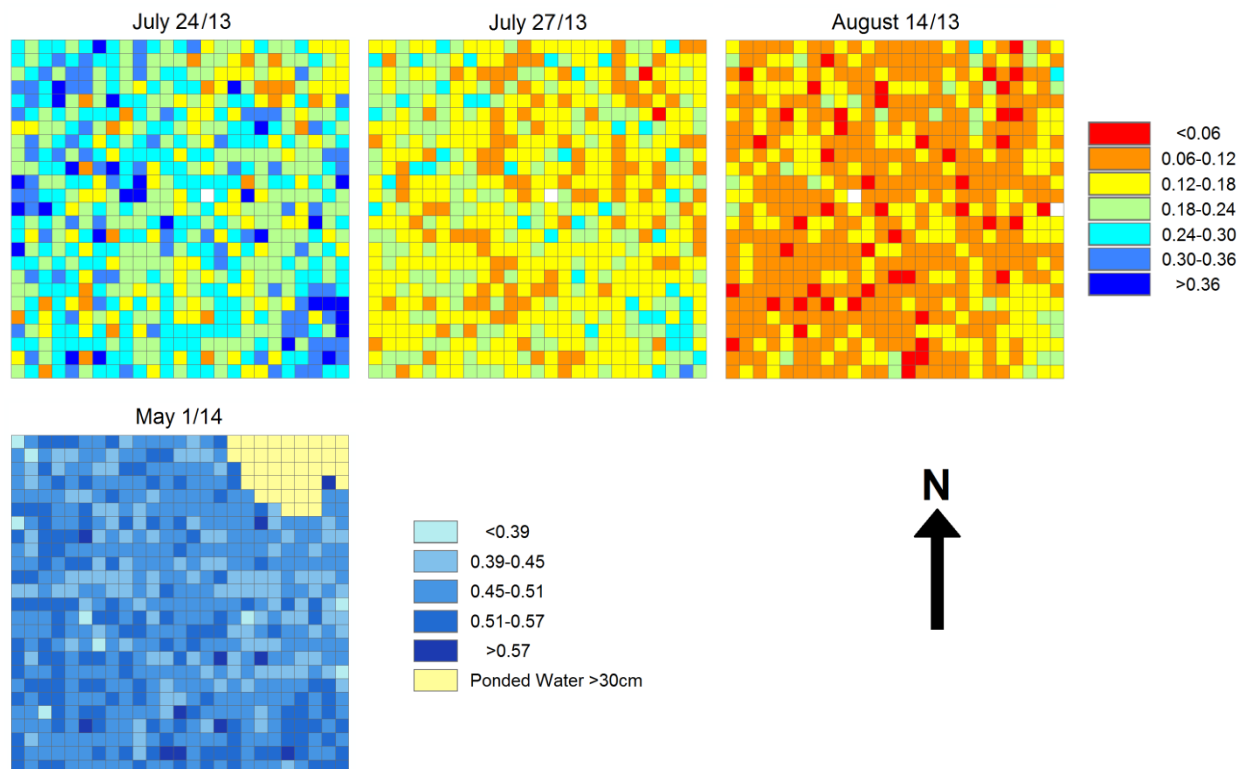 July 24/13
July 27/13
August 14/13
<0.06
0.06-0.12
0.12-0.18
0.18-0.24
0.24-0.30
0.30-0.36
>0.36
May 1/14
<0.39
0.39-0.45
0.45-0.51
0.51-0.57
>0.57
Ponded Water >30cm
N